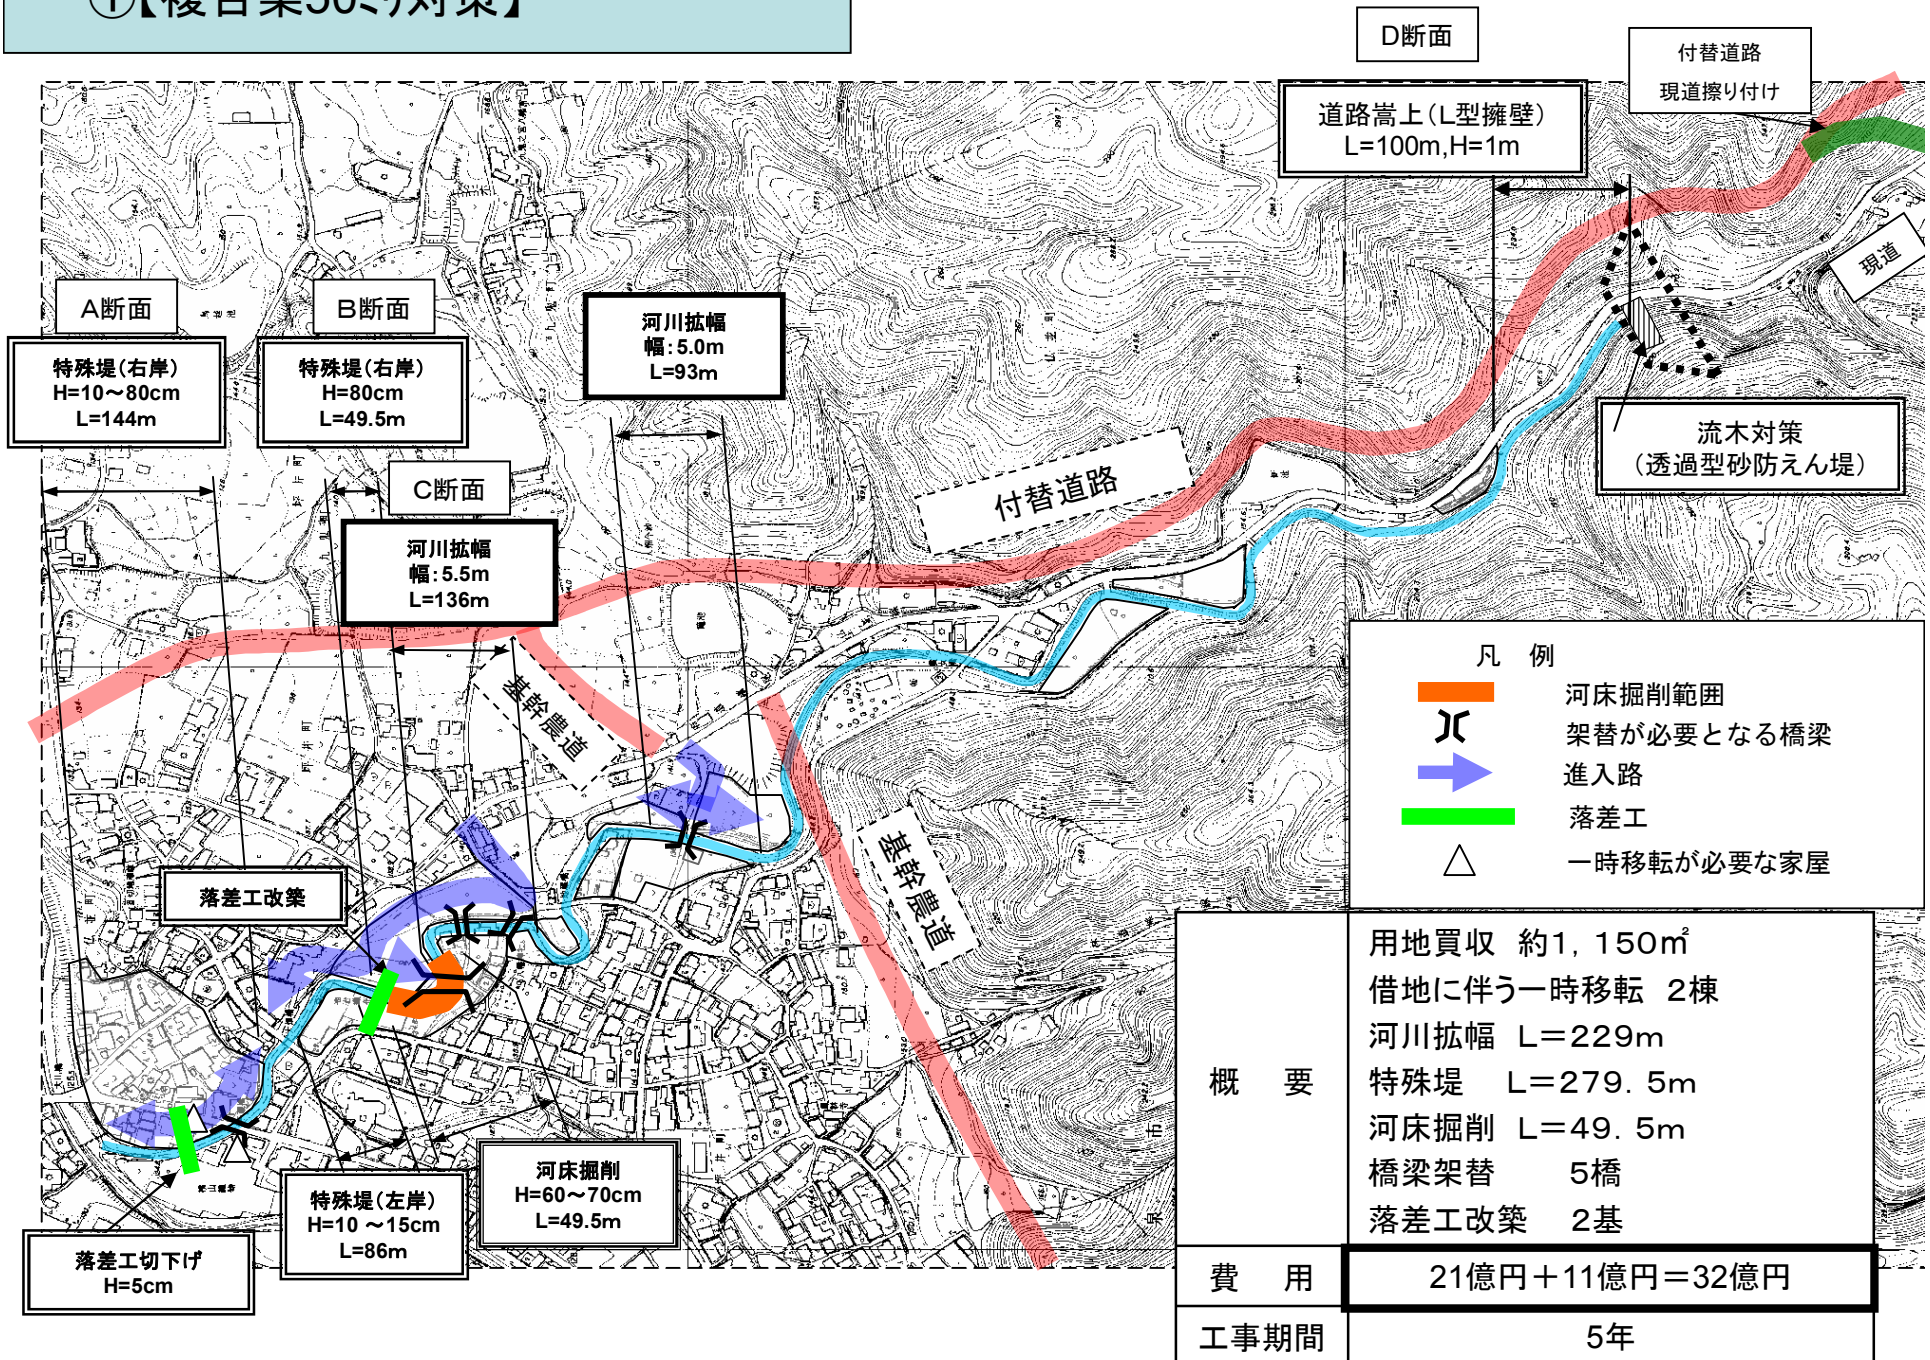 ①【複合案50ミリ対策】
D断面
付替道路
現道擦り付け
道路嵩上(L型擁壁)
L=100m,H=1m
現道
A断面
特殊堤(右岸)
H=10～80cm
L=144m
B断面
特殊堤(右岸)
H=80cm
L=49.5m
河川拡幅
幅:5.0m
L=93m
C断面
河川拡幅
幅:5.5m
L=136m
付替道路
流木対策
(透過型砂防えん堤)
基幹農道
基幹農道
落差工改築
凡 例
河床掘削範囲
架替が必要となる橋梁
進入路
落差工
一時移転が必要な家屋
落差工切下げ
H=5cm
特殊堤(左岸)
H=10 ～15cm
L=86m
河床掘削
H=60～70cm
L=49.5m
概 要
用地買収 約1，150㎡
借地に伴う一時移転 2棟
河川拡幅 L＝229m
特殊堤 L＝279．5m
河床掘削 L＝49．5m
橋梁架替 5橋
落差工改築 2基
費 用
21億円＋11億円＝32億円
工事期間
5年